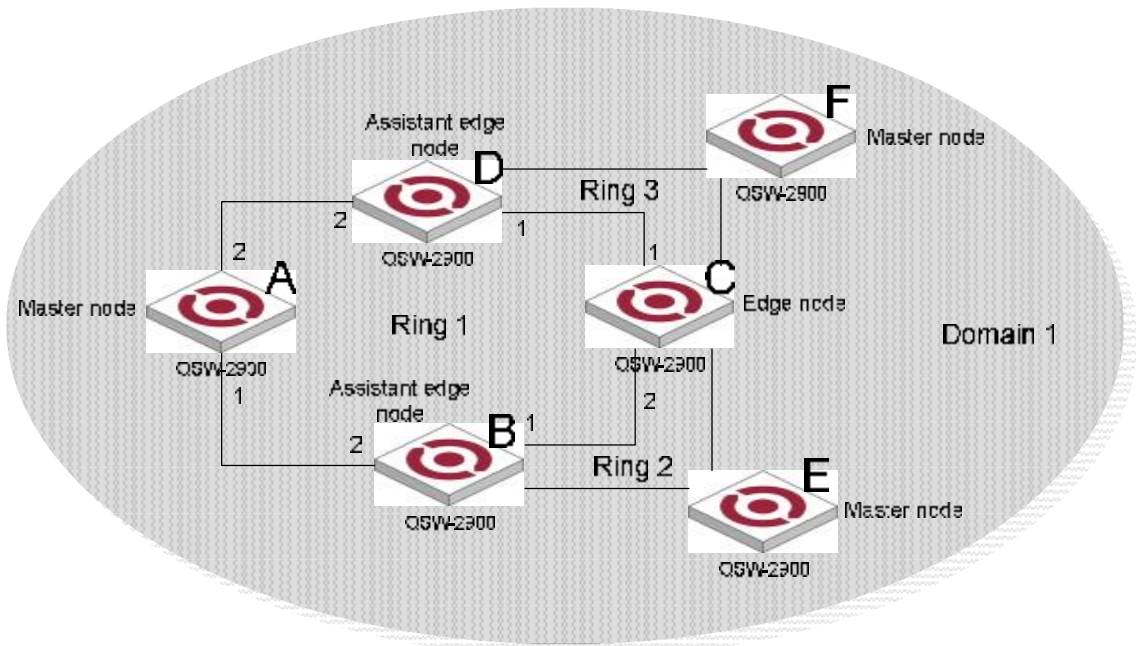 F
Master node
QSW-2900
Assistant edge
node
D
Ring 3
2
1
QSW-2900
2
1
A
Master node
QSW-2900
1
C
Edge node
QSW-2900
2
Ring 1
Domain 1
Assistant edge
node
B
1
2
QSW-2900
Ring 2
E
Master node
QSW-2900